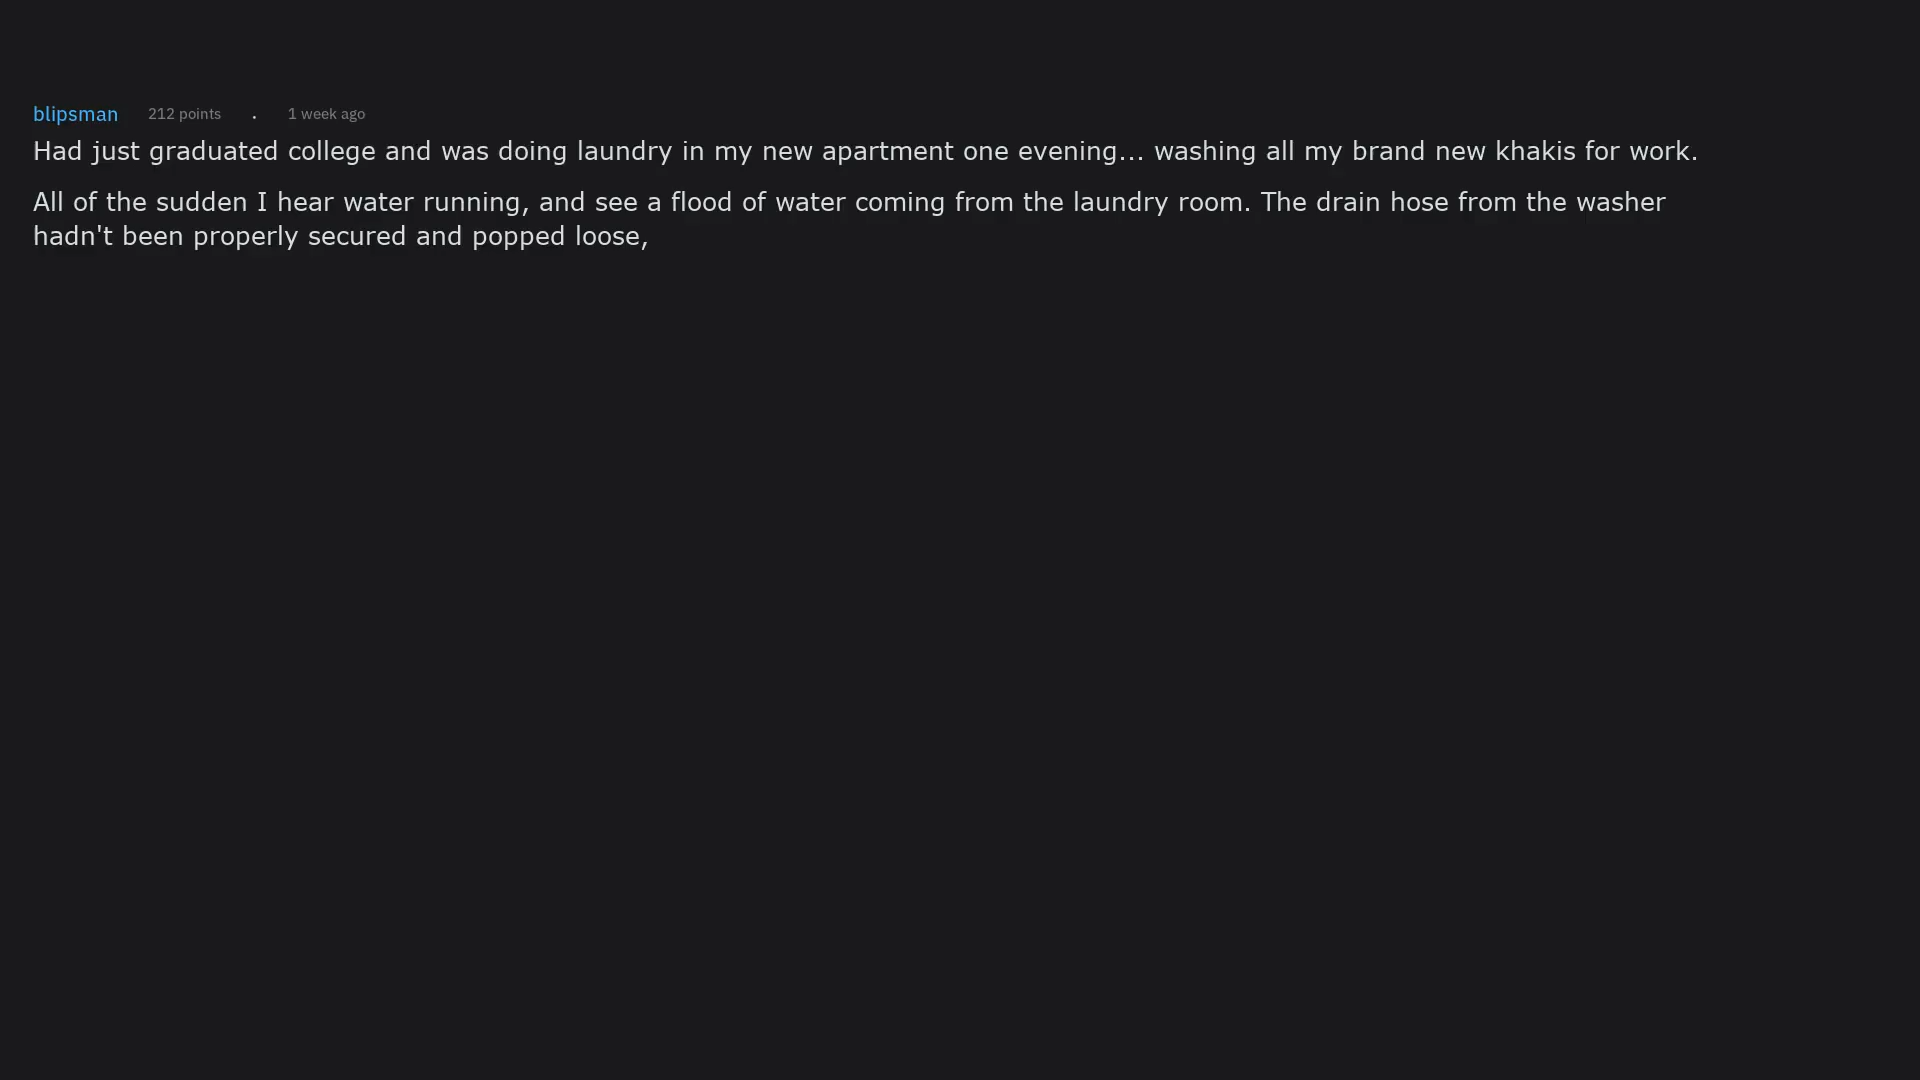 blipsman 212 points . 1 week ago
Had just graduated college and was doing laundry in my new apartment one evening... washing all my brand new khakis for work.
All of the sudden I hear water running, and see a flood of water coming from the laundry room. The drain hose from the washer
hadn't been properly secured and popped loose,